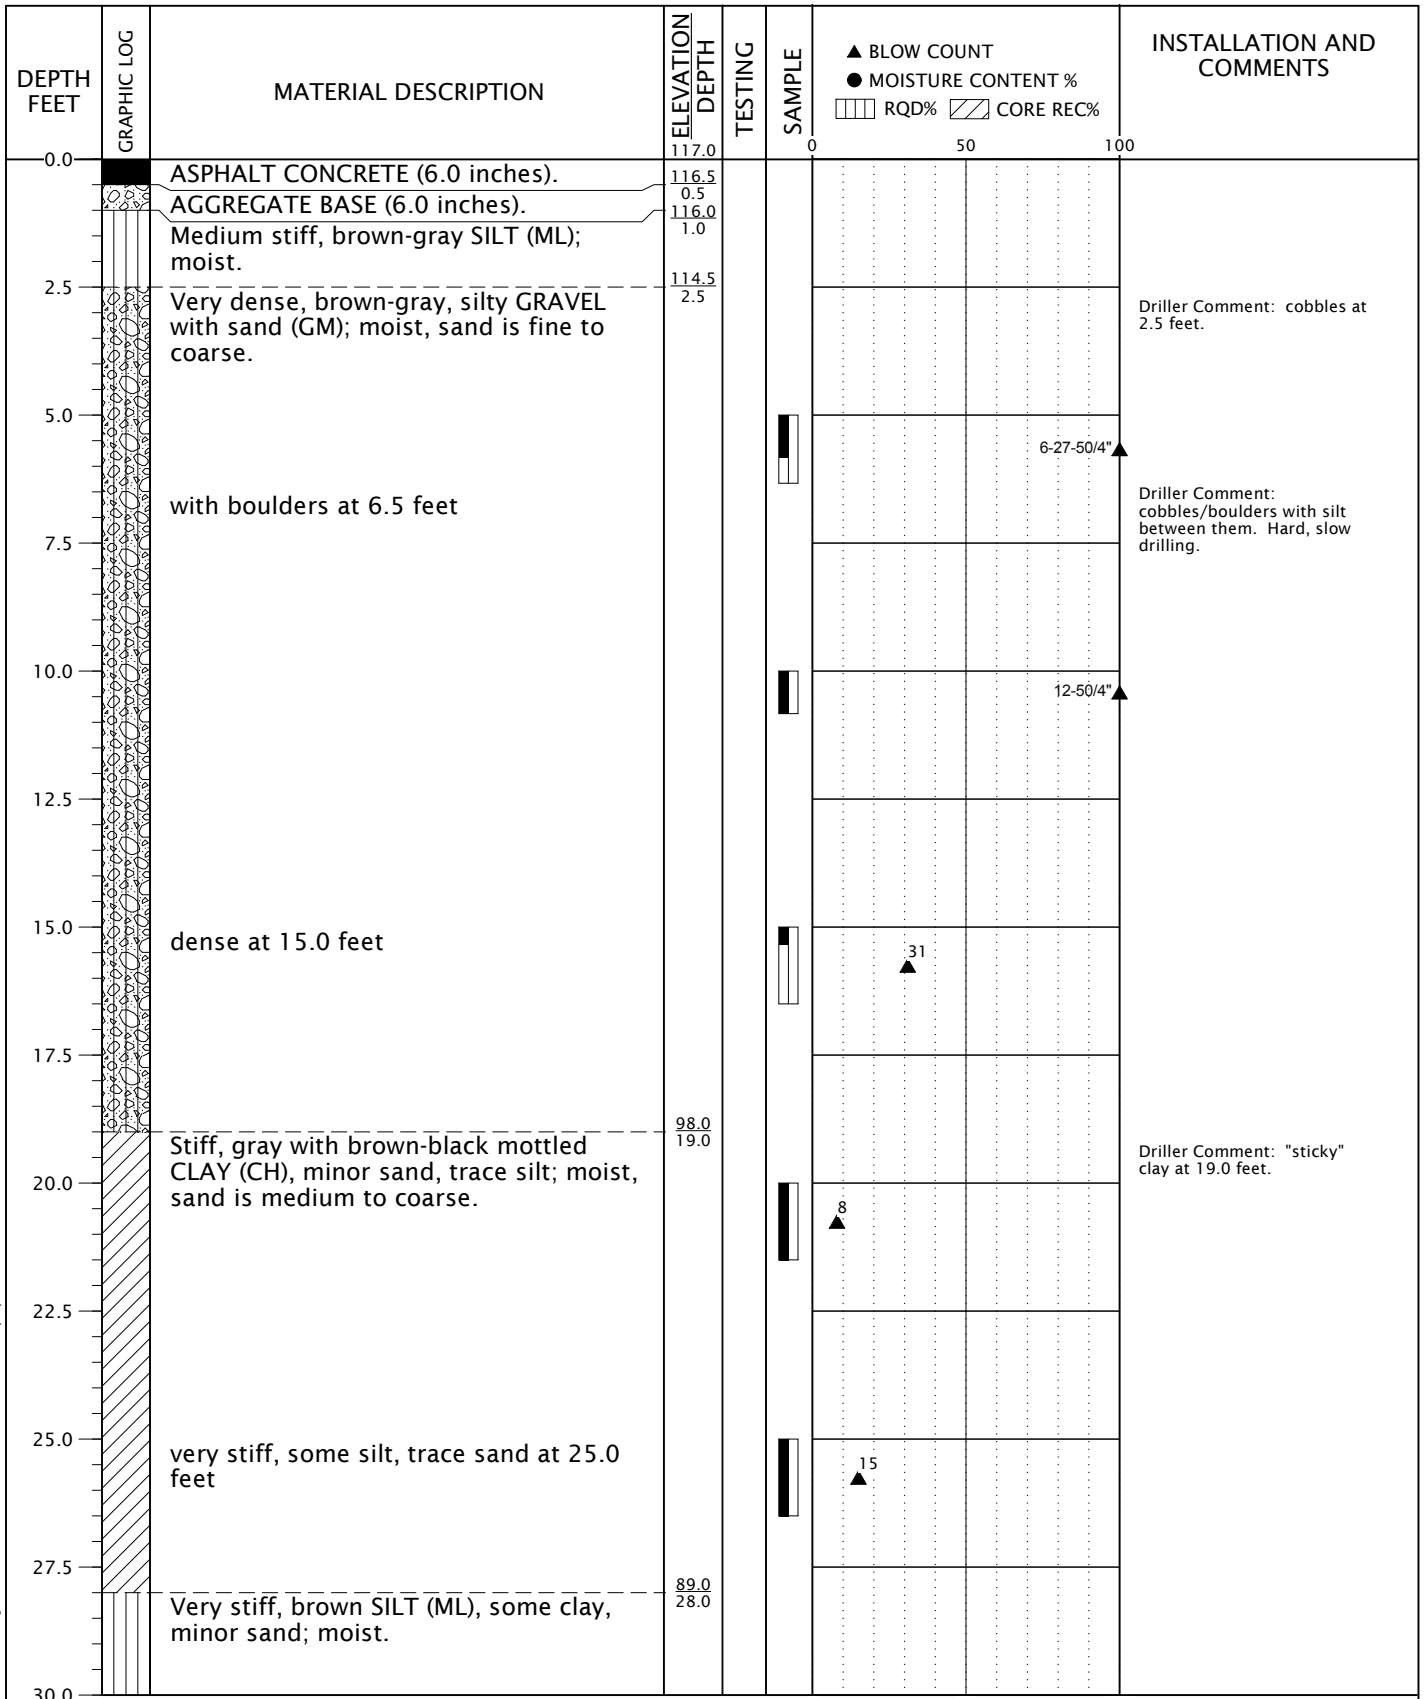 DEPTH
FEET
GRAPHIC LOG
MATERIAL DESCRIPTION
ELEVATION
DEPTH
TESTING
SAMPLE
▲ BLOW COUNT
● MOISTURE CONTENT %
RQD%
CORE REC%
INSTALLATION AND
COMMENTS
0 50 100
0.0
117.0
ASPHALT CONCRETE (6.0 inches).
116.5
0.5
AGGREGATE BASE (6.0 inches).
116.0
1.0
Medium stiff, brown-gray SILT (ML);
moist.
2.5
114.5
2.5
Very dense, brown-gray, silty GRAVEL
with sand (GM); moist, sand is fine to
coarse.
Driller Comment: cobbles at
2.5 feet.
5.0
6-27-50/4"
with boulders at 6.5 feet
Driller Comment:
cobbles/boulders with silt
between them. Hard, slow
drilling.
7.5
10.0
12-50/4"
12.5
15.0
dense at 15.0 feet
31
17.5
98.0
19.0
Stiff, gray with brown-black mottled
CLAY (CH), minor sand, trace silt; moist,
sand is medium to coarse.
Driller Comment: "sticky"
clay at 19.0 feet.
20.0
8
22.5
25.0
very stiff, some silt, trace sand at 25.0
feet
15
27.5
89.0
28.0
Very stiff, brown SILT (ML), some clay,
minor sand; moist.
30.0